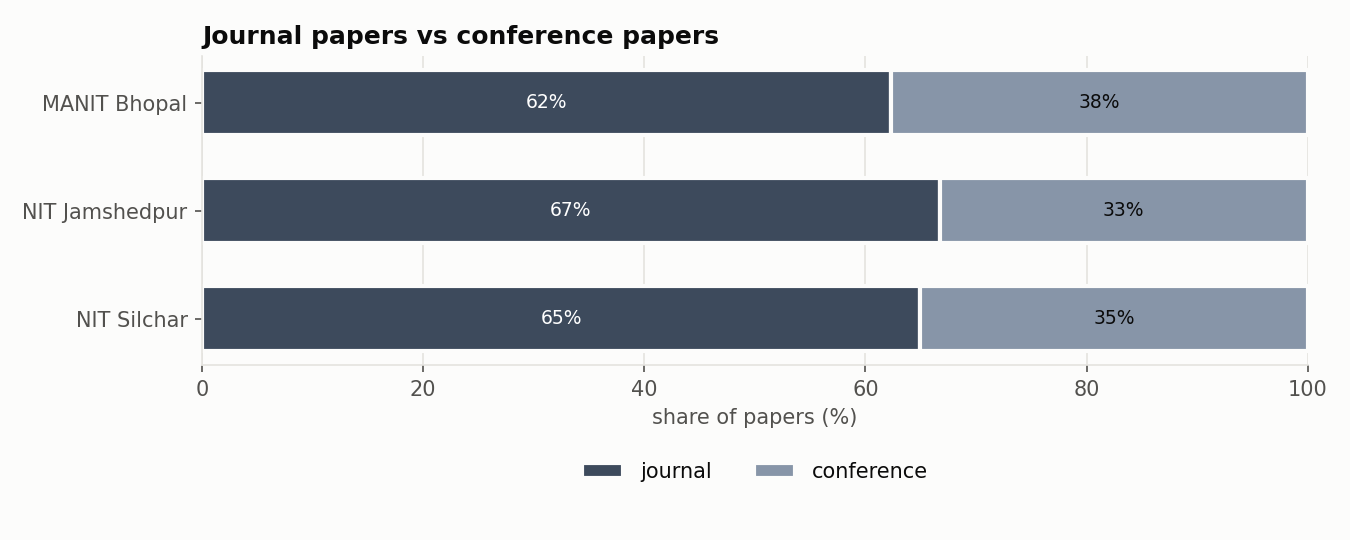 Journal papers vs conference papers
MANIT Bhopal 62% 38%
NIT Jamshedpur 67% 33%
NIT Silchar 65% 35%
0 20 40 60 80 100
share of papers (%)
journal conference